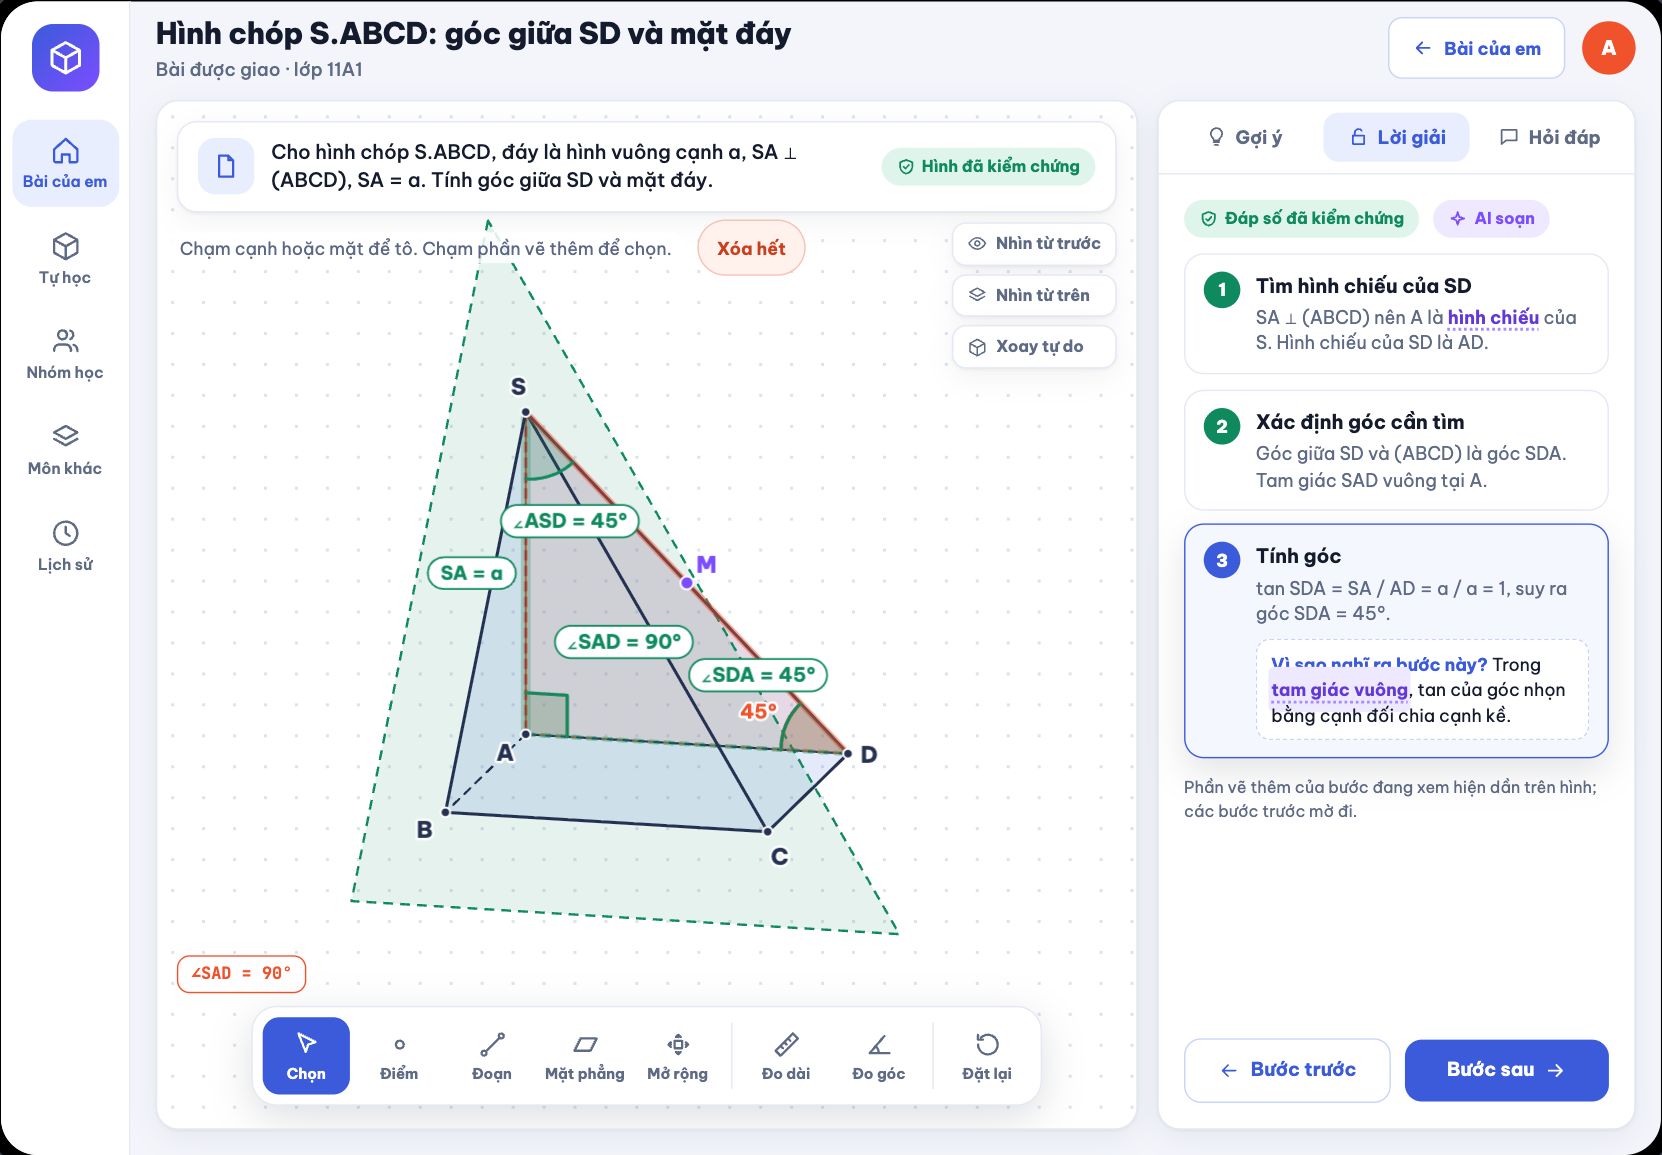 Hình chóp S.ABCD: góc giữa SD và mặt đáy
Bài được giao · lớp 11A1
← Bài của em
A
Bài của em
Tự học
Nhóm học
Môn khác
Lịch sử
Cho hình chóp S.ABCD, đáy là hình vuông cạnh a, SA ⊥
(ABCD), SA = a. Tính góc giữa SD và mặt đáy.
Hình đã kiểm chứng
Chạm cạnh hoặc mặt để tô. Chạm phần vẽ thêm để chọn.
Xóa hết
Nhìn từ trước
Nhìn từ trên
Xoay tự do
S
∠ASD = 45°
M
SA = a
∠SAD = 90°
∠SDA = 45°
45°
A
D
B
C
∠SAD = 90°
Chọn
Điểm
Đoạn
Mặt phẳng
Mở rộng
Đo dài
Đo góc
Đặt lại
Gợi ý
Lời giải
Hỏi đáp
Đáp số đã kiểm chứng
AI soạn
1
Tìm hình chiếu của SD
SA ⊥ (ABCD) nên A là hình chiếu của
S. Hình chiếu của SD là AD.
2
Xác định góc cần tìm
Góc giữa SD và (ABCD) là góc SDA.
Tam giác SAD vuông tại A.
3
Tính góc
tan SDA = SA / AD = a / a = 1, suy ra
góc SDA = 45°.
Vì sao nghĩ ra bước này? Trong
tam giác vuông, tan của góc nhọn
bằng cạnh đối chia cạnh kề.
Phần vẽ thêm của bước đang xem hiện dần trên hình;
các bước trước mờ đi.
← Bước trước
Bước sau →